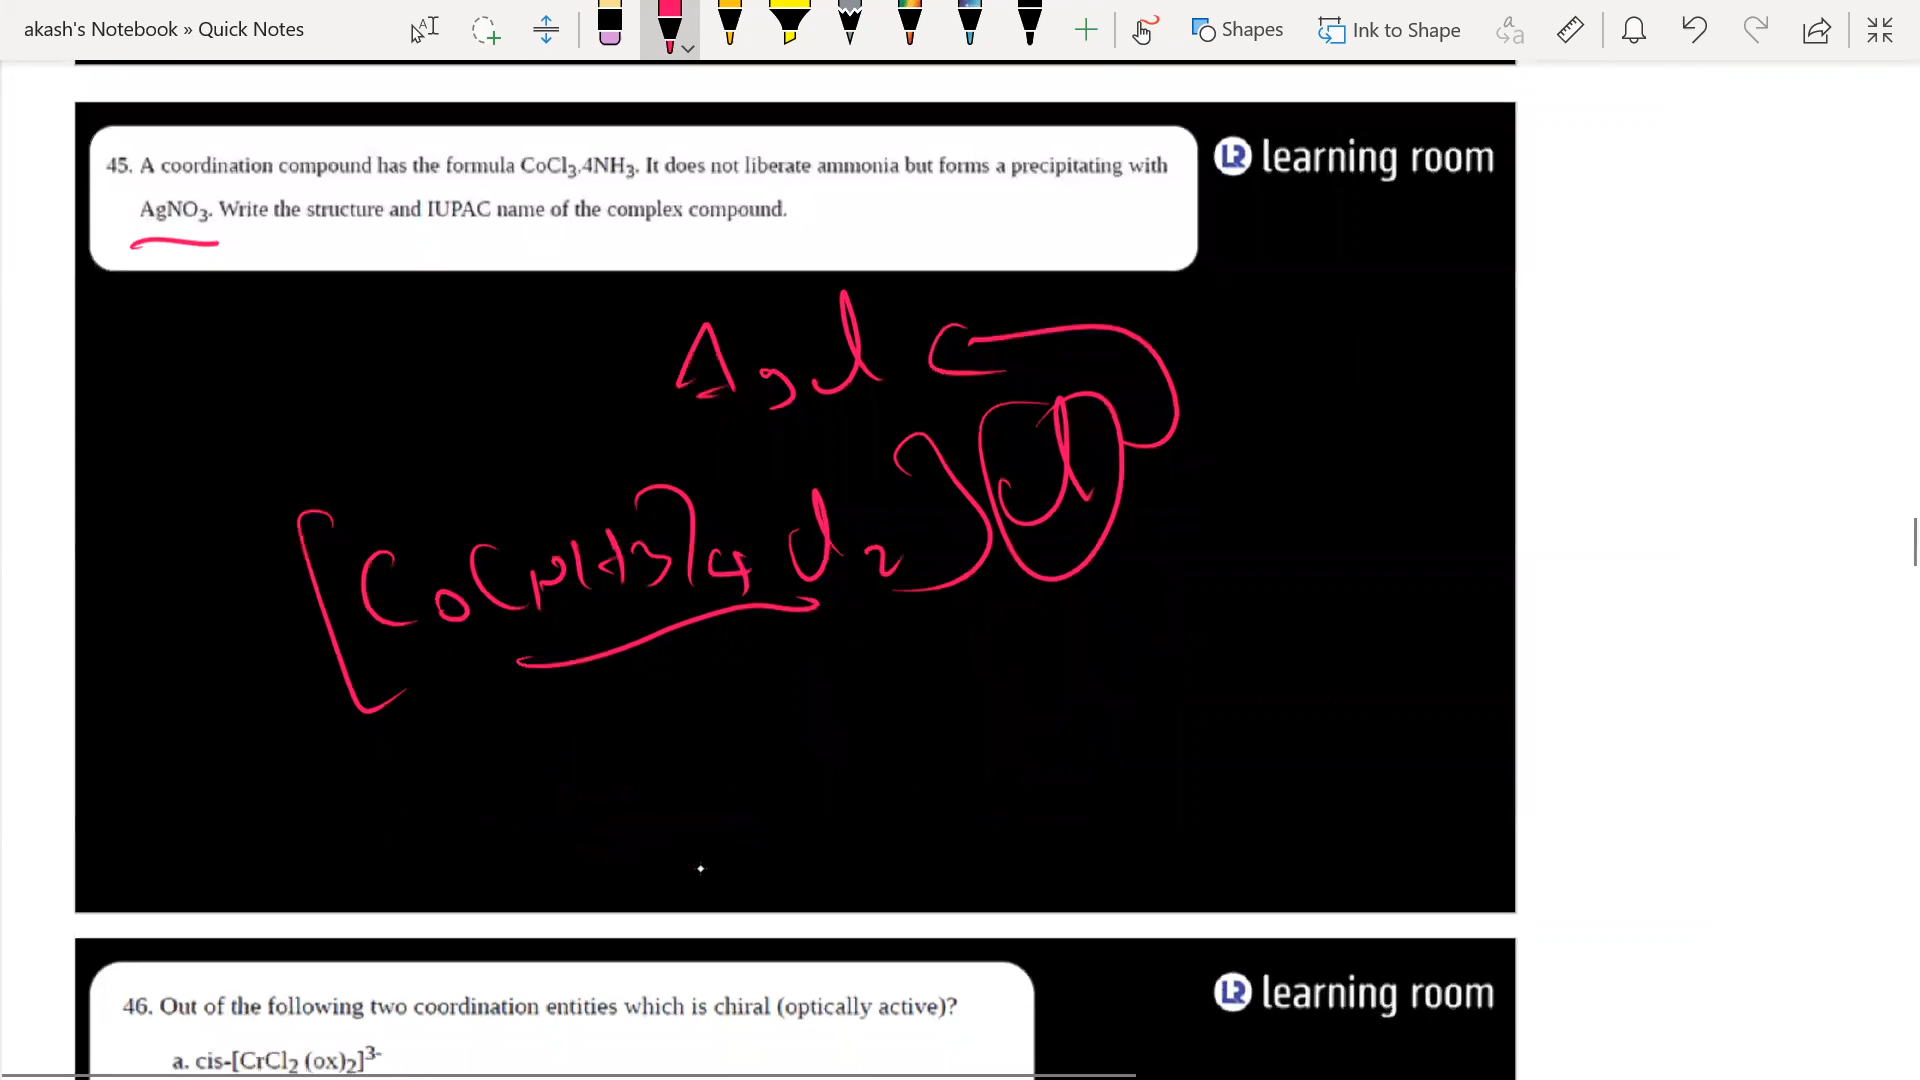 akash's Notebook » Quick Notes
Shapes
Ink to Shape
45. A coordination compound has the formula CoCl₃.4NH₃. It does not liberate ammonia but forms a precipitating with
AgNO₃. Write the structure and IUPAC name of the complex compound.
learning room
AgCl
[Co(NH3)4 Cl2]Cl
46. Out of the following two coordination entities which is chiral (optically active)?
a. cis-[CrCl₂ (ox)₂]³⁻
learning room